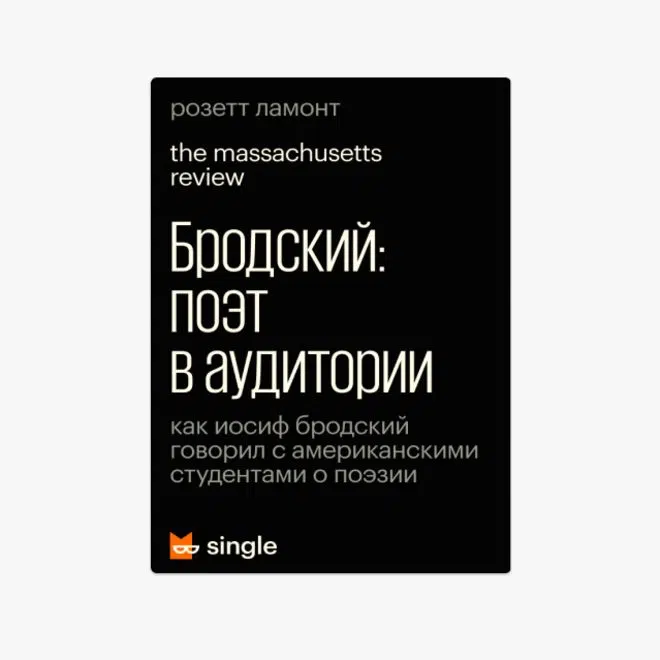 розетт ламонт
the massachusetts
review
Бродский:
поэт
в аудитории
как иосиф бродский
говорил с американскими
студентами о поэзии
single